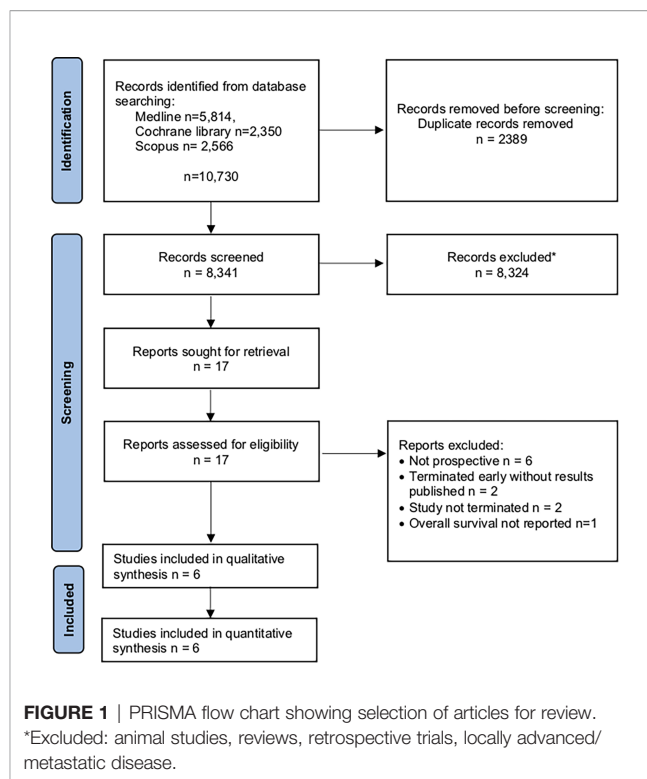 Identification
Records identified from database
searching:
Medline n=5,814,
Cochrane library n=2,350
Scopus n= 2,566
n=10,730
Records removed before screening:
Duplicate records removed
n = 2389
Screening
Records screened
n = 8,341
Records excluded*
n = 8,324
Reports sought for retrieval
n = 17
Reports assessed for eligibility
n = 17
Reports excluded:
• Not prospective n = 6
• Terminated early without results
published n = 2
• Study not terminated n = 2
• Overall survival not reported n=1
Studies included in qualitative
synthesis n = 6
Included
Studies included in quantitative
synthesis n = 6
FIGURE 1 | PRISMA flow chart showing selection of articles for review.
*Excluded: animal studies, reviews, retrospective trials, locally advanced/
metastatic disease.